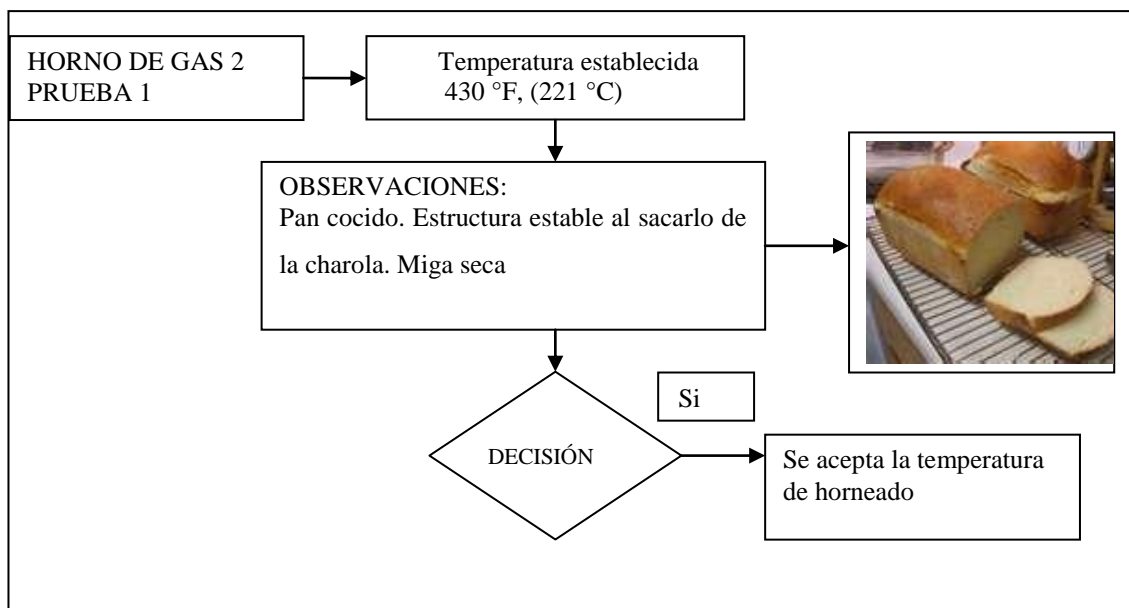 HORNO DE GAS 2
PRUEBA 1
Temperatura establecida
430 °F, (221 °C)
OBSERVACIONES:
Pan cocido. Estructura estable al sacarlo de
la charola. Miga seca
Si
DECISIÓN
Se acepta la temperatura
de horneado